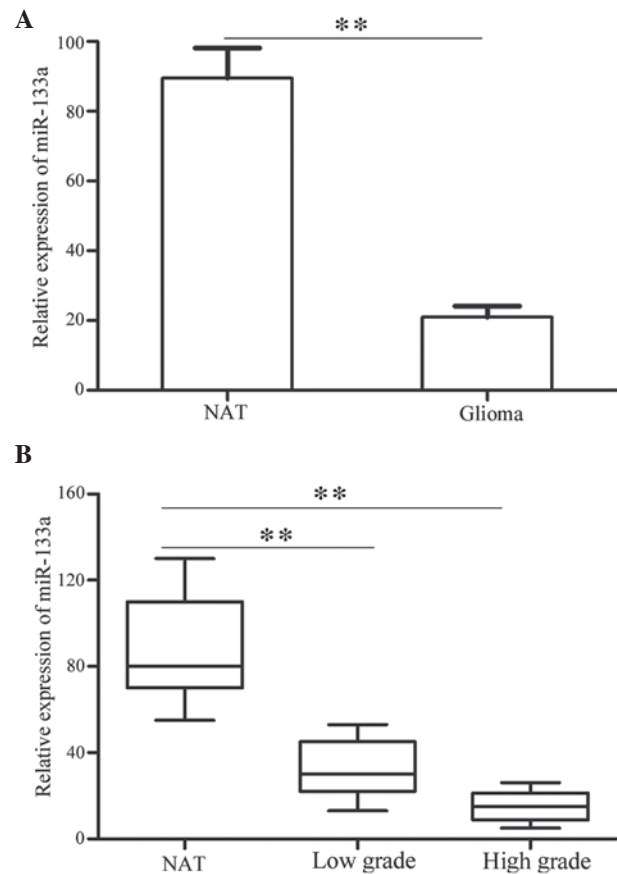 A
Relative expression of miR-133a
100
80
60
40
20
0
**
NAT
Glioma
B
Relative expression of miR-133a
160
120
80
40
0
**
**
NAT
Low grade
High grade